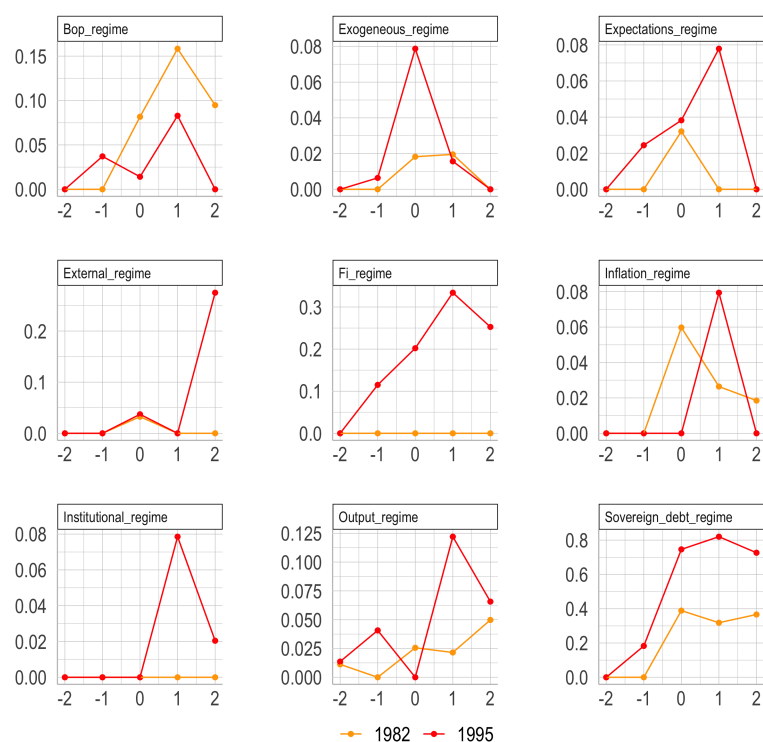 Bop_regime
Exogeneous_regime
Expectations_regime
0.15
0.10
0.05
0.00
0.08
0.06
0.04
0.02
0.00
0.08
0.06
0.04
0.02
0.00
-2 -1 0 1 2
-2 -1 0 1 2
-2 -1 0 1 2
External_regime
Fi_regime
Inflation_regime
0.2
0.1
0.0
0.3
0.2
0.1
0.0
0.08
0.06
0.04
0.02
0.00
-2 -1 0 1 2
-2 -1 0 1 2
-2 -1 0 1 2
Institutional_regime
Output_regime
Sovereign_debt_regime
0.08
0.06
0.04
0.02
0.00
0.125
0.100
0.075
0.050
0.025
0.000
0.8
0.6
0.4
0.2
0.0
-2 -1 0 1 2
-2 -1 0 1 2
-2 -1 0 1 2
1982 1995